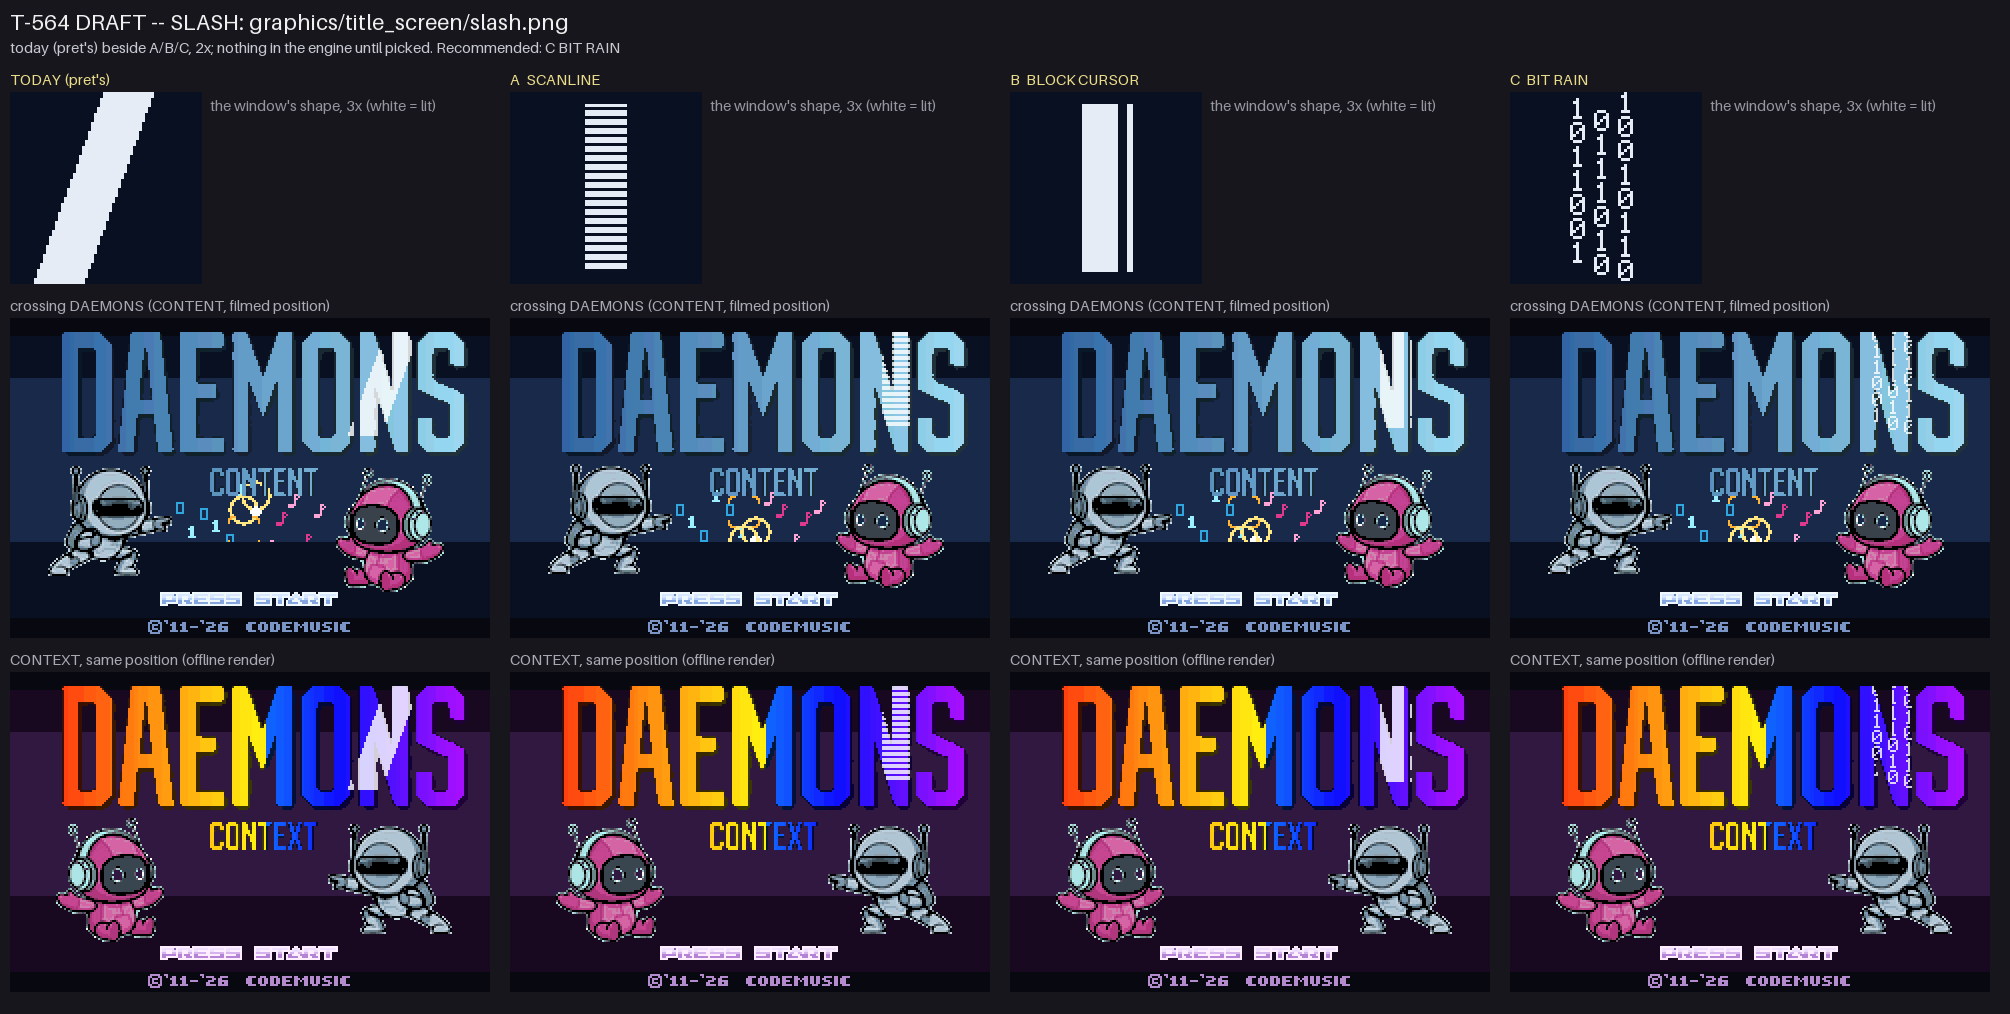 T-564 DRAFT -- SLASH: graphics/title_screen/slash.png
today (pret's) beside A/B/C, 2x; nothing in the engine until picked. Recommended: C BIT RAIN
TODAY (pret's)
the window's shape, 3x (white = lit)
A SCANLINE
the window's shape, 3x (white = lit)
B BLOCK CURSOR
the window's shape, 3x (white = lit)
C BIT RAIN
the window's shape, 3x (white = lit)
crossing DAEMONS (CONTENT, filmed position)
crossing DAEMONS (CONTENT, filmed position)
crossing DAEMONS (CONTENT, filmed position)
crossing DAEMONS (CONTENT, filmed position)
DAEMONS
CONTENT
PRESS START
©'11-'26 CODEMUSIC
DAEMONS
CONTENT
PRESS START
©'11-'26 CODEMUSIC
DAEMONS
CONTENT
PRESS START
©'11-'26 CODEMUSIC
DAEMONS
CONTENT
PRESS START
©'11-'26 CODEMUSIC
CONTEXT, same position (offline render)
CONTEXT, same position (offline render)
CONTEXT, same position (offline render)
CONTEXT, same position (offline render)
DAEMONS
CONTEXT
PRESS START
©'11-'26 CODEMUSIC
DAEMONS
CONTEXT
PRESS START
©'11-'26 CODEMUSIC
DAEMONS
CONTEXT
PRESS START
©'11-'26 CODEMUSIC
DAEMONS
CONTEXT
PRESS START
©'11-'26 CODEMUSIC